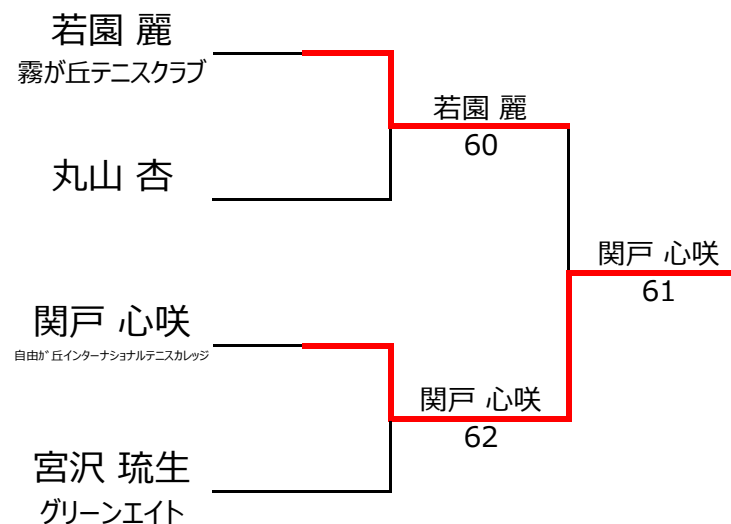 若園 麗
霧が丘テニスクラブ
若園 麗
60
丸山 杏
関戸 心咲
61
関戸 心咲
自由ｶﾞ丘インターナショナルテニスカレッジ
関戸 心咲
62
宮沢 琉生
グリーンエイト